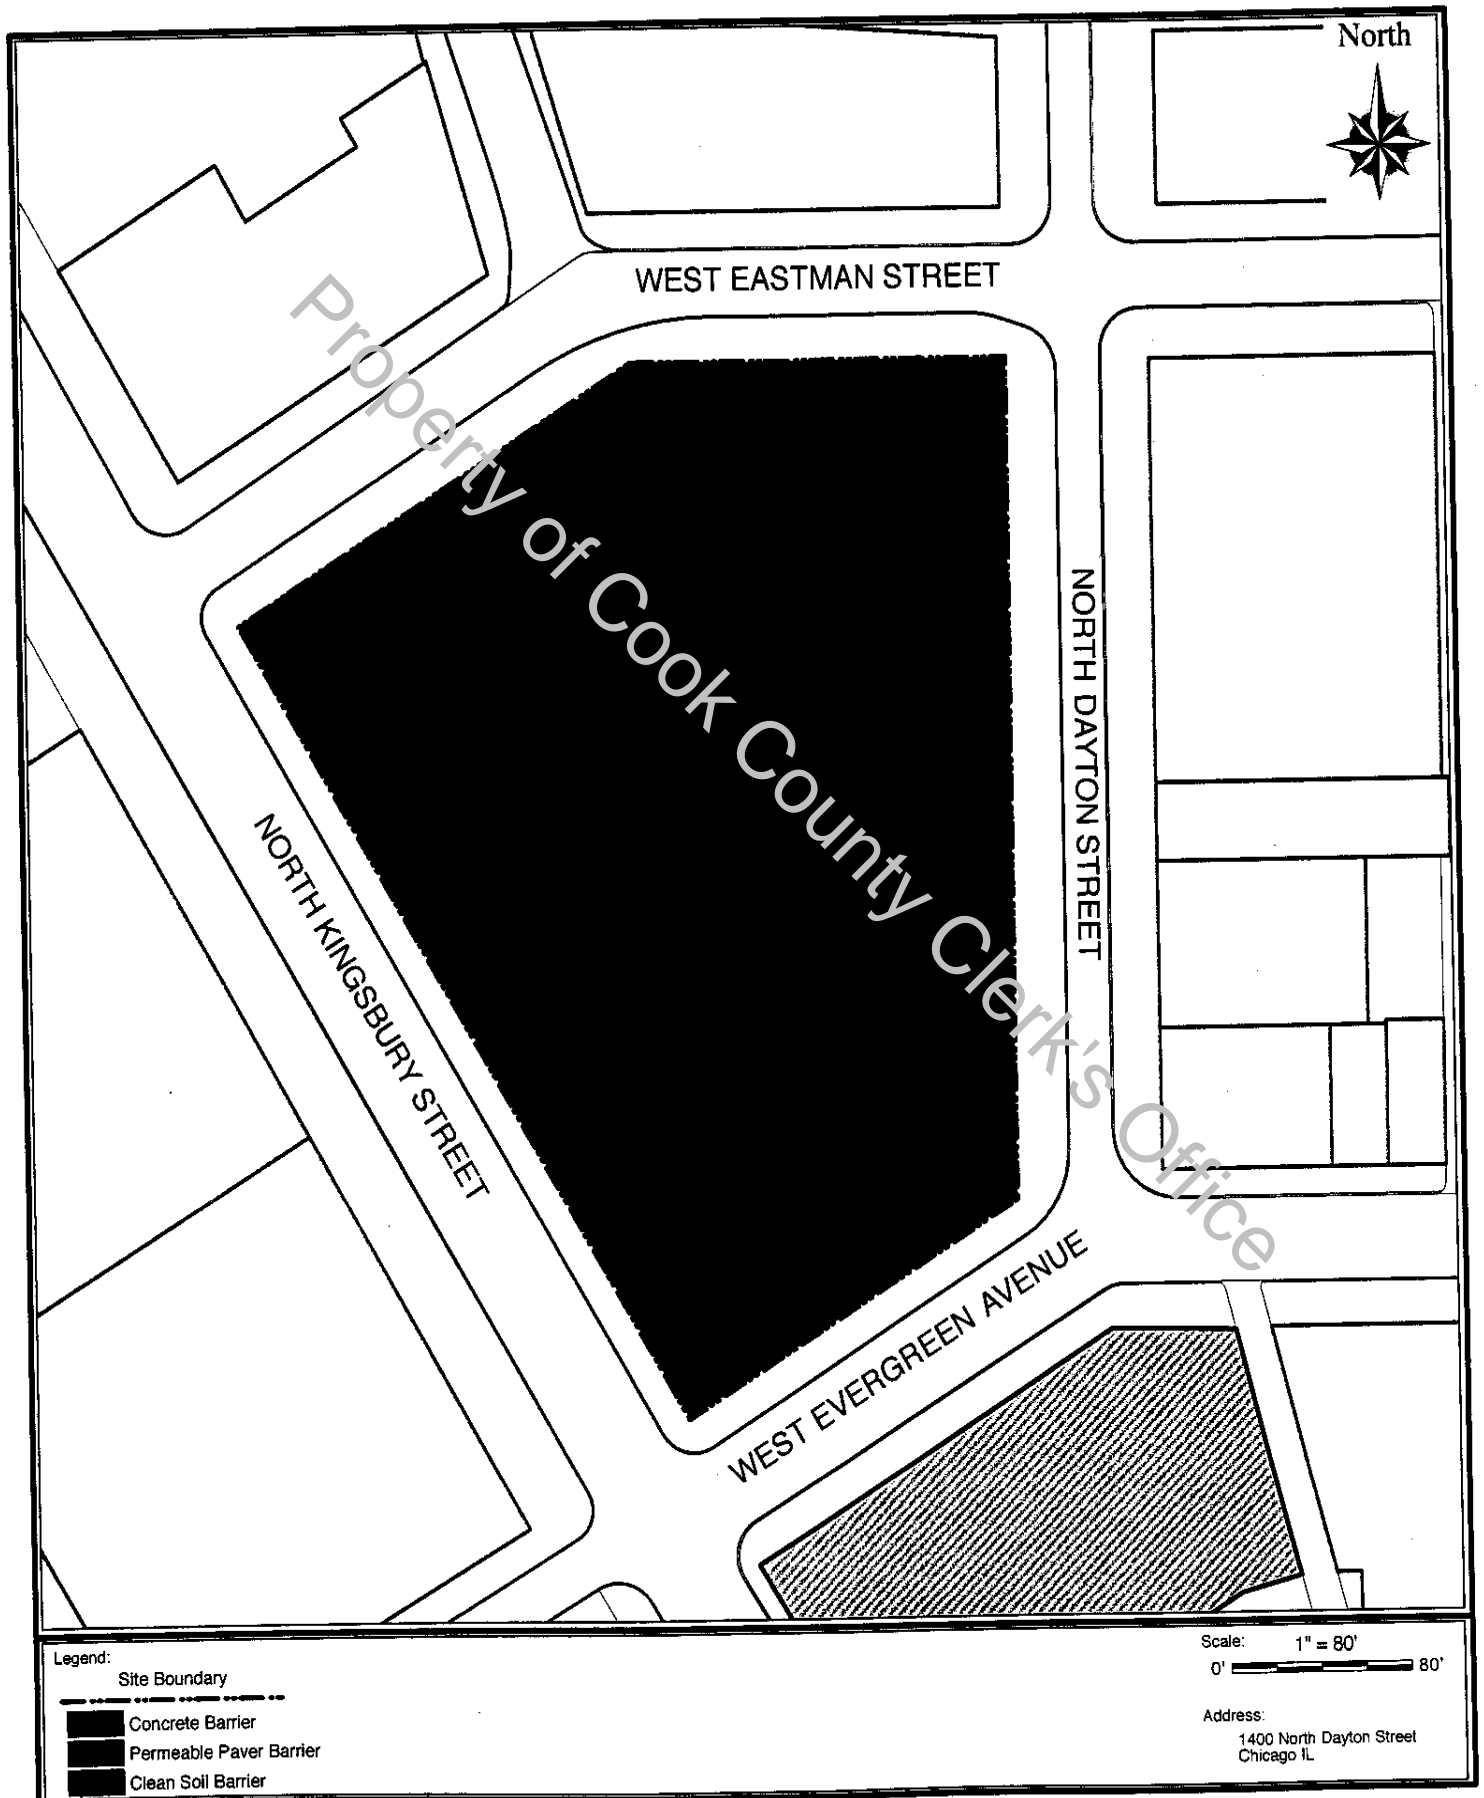 North
WEST EASTMAN STREET
Property of Cook County Clerk's Office
NORTH DAYTON STREET
NORTH KINGSBURY STREET
WEST EVERGREEN AVENUE
Legend:
Site Boundary
Concrete Barrier
Permeable Paver Barrier
Clean Soil Barrier
Scale: 1" = 80'
0' 80'
Address:
1400 North Dayton Street
Chicago IL